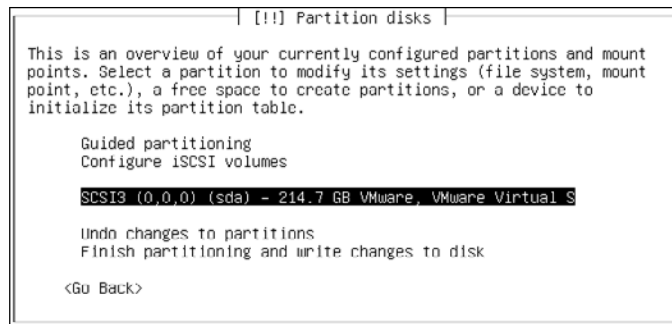 [!!] Partition disks
This is an overview of your currently configured partitions and mount
points. Select a partition to modify its settings (file system, mount
point, etc.), a free space to create partitions, or a device to
initialize its partition table.
Guided partitioning
Configure iSCSI volumes
SCSI3 (0,0,0) (sda) - 214.7 GB VMware, VMware Virtual S
Undo changes to partitions
Finish partitioning and write changes to disk
<Go Back>